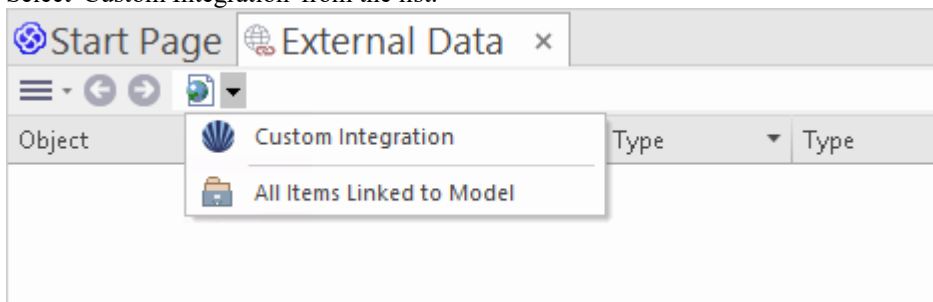 Select 'Custom Integration' from the list.
Start Page External Data ×
Object Type Type
Custom Integration
All Items Linked to Model